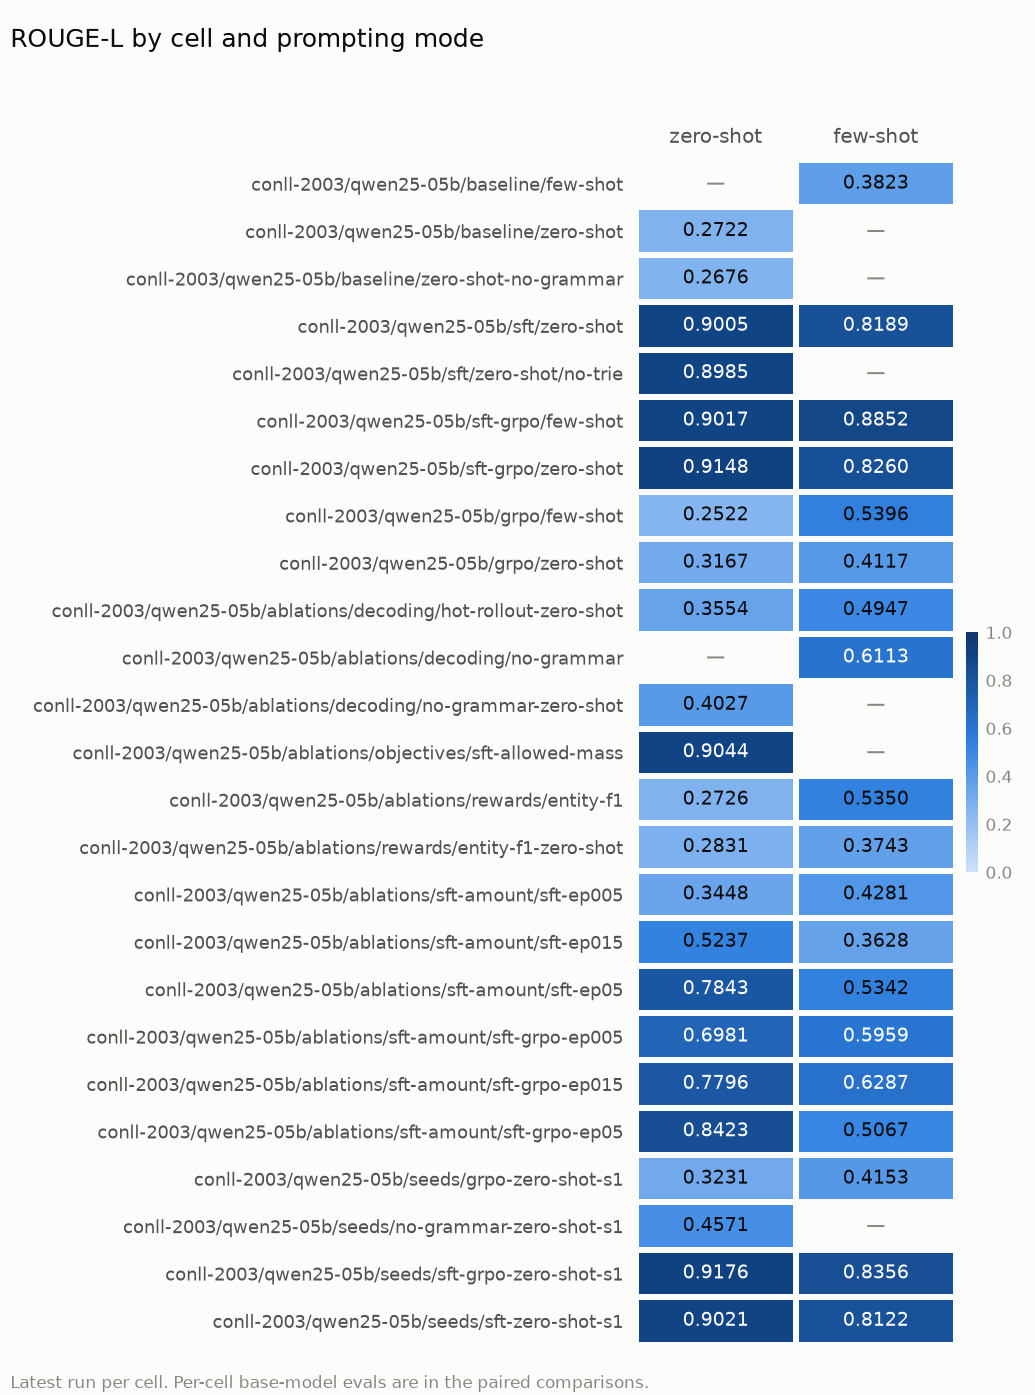 ROUGE-L by cell and prompting mode
zero-shot few-shot
conll-2003/qwen25-05b/baseline/few-shot — 0.3823
conll-2003/qwen25-05b/baseline/zero-shot 0.2722 —
conll-2003/qwen25-05b/baseline/zero-shot-no-grammar 0.2676 —
conll-2003/qwen25-05b/sft/zero-shot 0.9005 0.8189
conll-2003/qwen25-05b/sft/zero-shot/no-trie 0.8985 —
conll-2003/qwen25-05b/sft-grpo/few-shot 0.9017 0.8852
conll-2003/qwen25-05b/sft-grpo/zero-shot 0.9148 0.8260
conll-2003/qwen25-05b/grpo/few-shot 0.2522 0.5396
conll-2003/qwen25-05b/grpo/zero-shot 0.3167 0.4117
conll-2003/qwen25-05b/ablations/decoding/hot-rollout-zero-shot 0.3554 0.4947
conll-2003/qwen25-05b/ablations/decoding/no-grammar — 0.6113
conll-2003/qwen25-05b/ablations/decoding/no-grammar-zero-shot 0.4027 —
conll-2003/qwen25-05b/ablations/objectives/sft-allowed-mass 0.9044 —
conll-2003/qwen25-05b/ablations/rewards/entity-f1 0.2726 0.5350
conll-2003/qwen25-05b/ablations/rewards/entity-f1-zero-shot 0.2831 0.3743
conll-2003/qwen25-05b/ablations/sft-amount/sft-ep005 0.3448 0.4281
conll-2003/qwen25-05b/ablations/sft-amount/sft-ep015 0.5237 0.3628
conll-2003/qwen25-05b/ablations/sft-amount/sft-ep05 0.7843 0.5342
conll-2003/qwen25-05b/ablations/sft-amount/sft-grpo-ep005 0.6981 0.5959
conll-2003/qwen25-05b/ablations/sft-amount/sft-grpo-ep015 0.7796 0.6287
conll-2003/qwen25-05b/ablations/sft-amount/sft-grpo-ep05 0.8423 0.5067
conll-2003/qwen25-05b/seeds/grpo-zero-shot-s1 0.3231 0.4153
conll-2003/qwen25-05b/seeds/no-grammar-zero-shot-s1 0.4571 —
conll-2003/qwen25-05b/seeds/sft-grpo-zero-shot-s1 0.9176 0.8356
conll-2003/qwen25-05b/seeds/sft-zero-shot-s1 0.9021 0.8122
1.0
0.8
0.6
0.4
0.2
0.0
Latest run per cell. Per-cell base-model evals are in the paired comparisons.